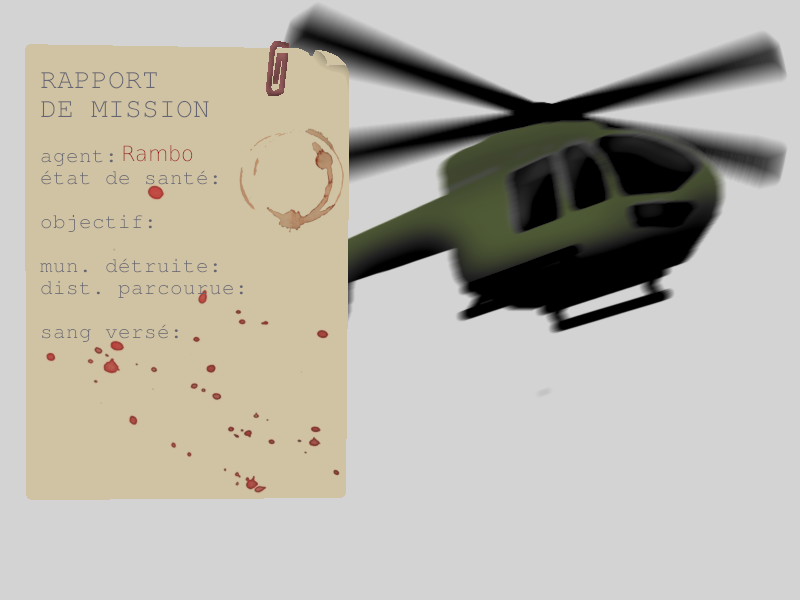 RAPPORT
DE MISSION
agent: Rambo
état de santé:
objectif:
mun. détruite:
dist. parcourue:
sang versé: